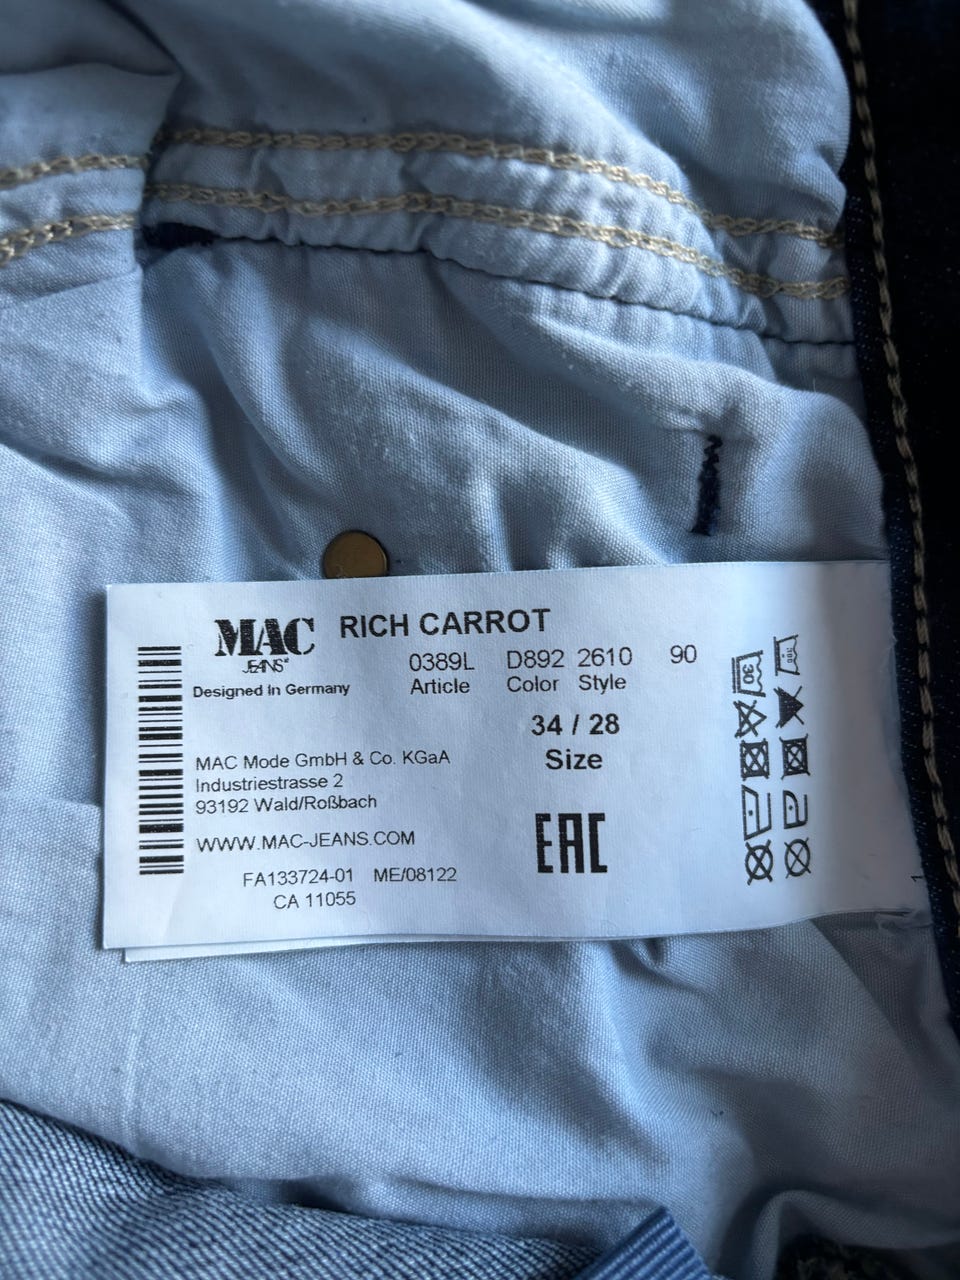 MAC
JEANS®
RICH CARROT
0389L D892 2610 90
Article Color Style
Designed In Germany
34 / 28
Size
MAC Mode GmbH & Co. KGaA
Industriestrasse 2
93192 Wald/Roßbach
WWW.MAC-JEANS.COM
EAC
FA133724-01 ME/08122
CA 11055
30
1